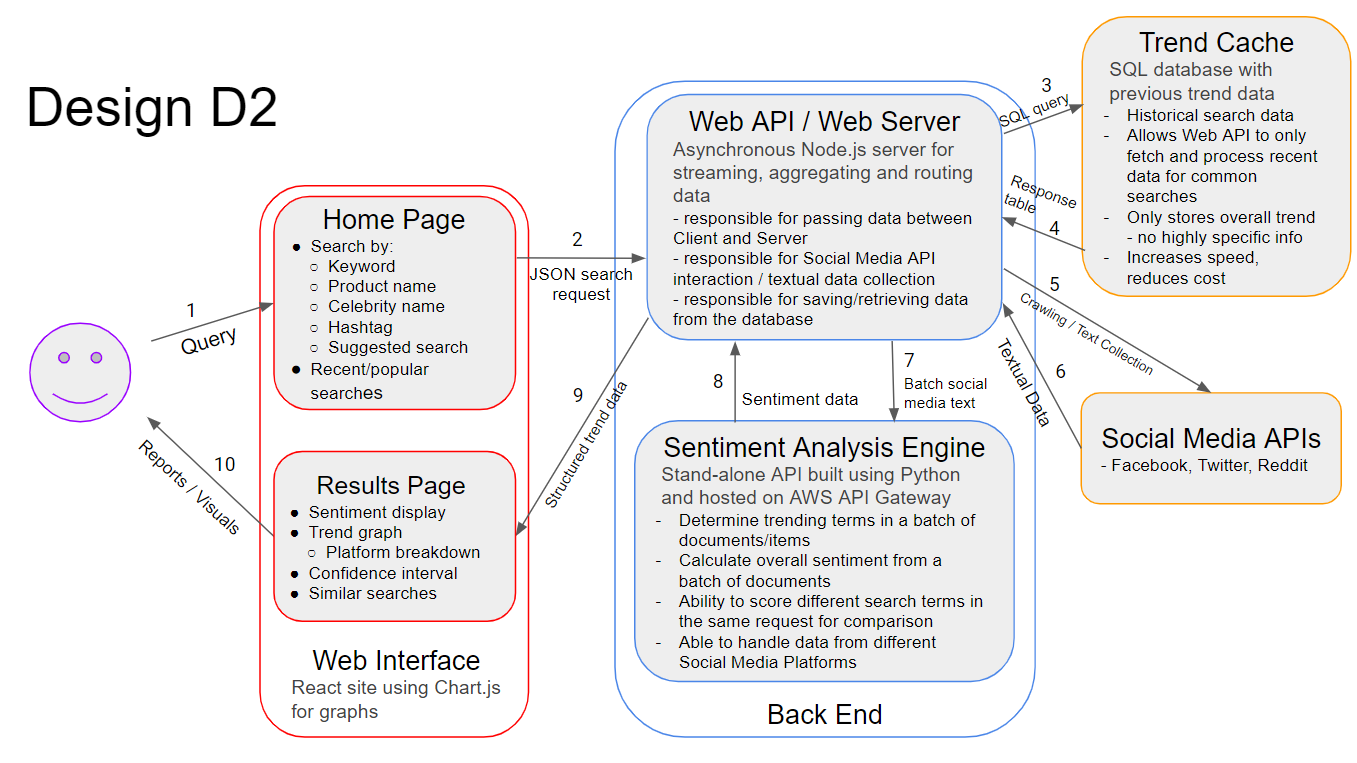 Design D2
1
Query
Home Page
● Search by:
○ Keyword
○ Product name
○ Celebrity name
○ Hashtag
○ Suggested search
● Recent/popular
searches
10
Reports / Visuals
Results Page
● Sentiment display
● Trend graph
○ Platform breakdown
● Confidence interval
● Similar searches
Web Interface
React site using Chart.js
for graphs
2
JSON search
request
9
Structured trend data
Web API / Web Server
Asynchronous Node.js server for
streaming, aggregating and routing
data
- responsible for passing data between
Client and Server
- responsible for Social Media API
interaction / textual data collection
- responsible for saving/retrieving data
from the database
8
Sentiment data
7
Batch social
media text
Sentiment Analysis Engine
Stand-alone API built using Python
and hosted on AWS API Gateway
- Determine trending terms in a batch of
documents/items
- Calculate overall sentiment from a
batch of documents
- Ability to score different search terms in
the same request for comparison
- Able to handle data from different
Social Media Platforms
Back End
3
SQL query
Response
table
4
Trend Cache
SQL database with
previous trend data
- Historical search data
- Allows Web API to only
fetch and process recent
data for common
searches
- Only stores overall trend
- no highly specific info
- Increases speed,
reduces cost
5
Crawling / Text Collection
6
Textual Data
Social Media APIs
- Facebook, Twitter, Reddit